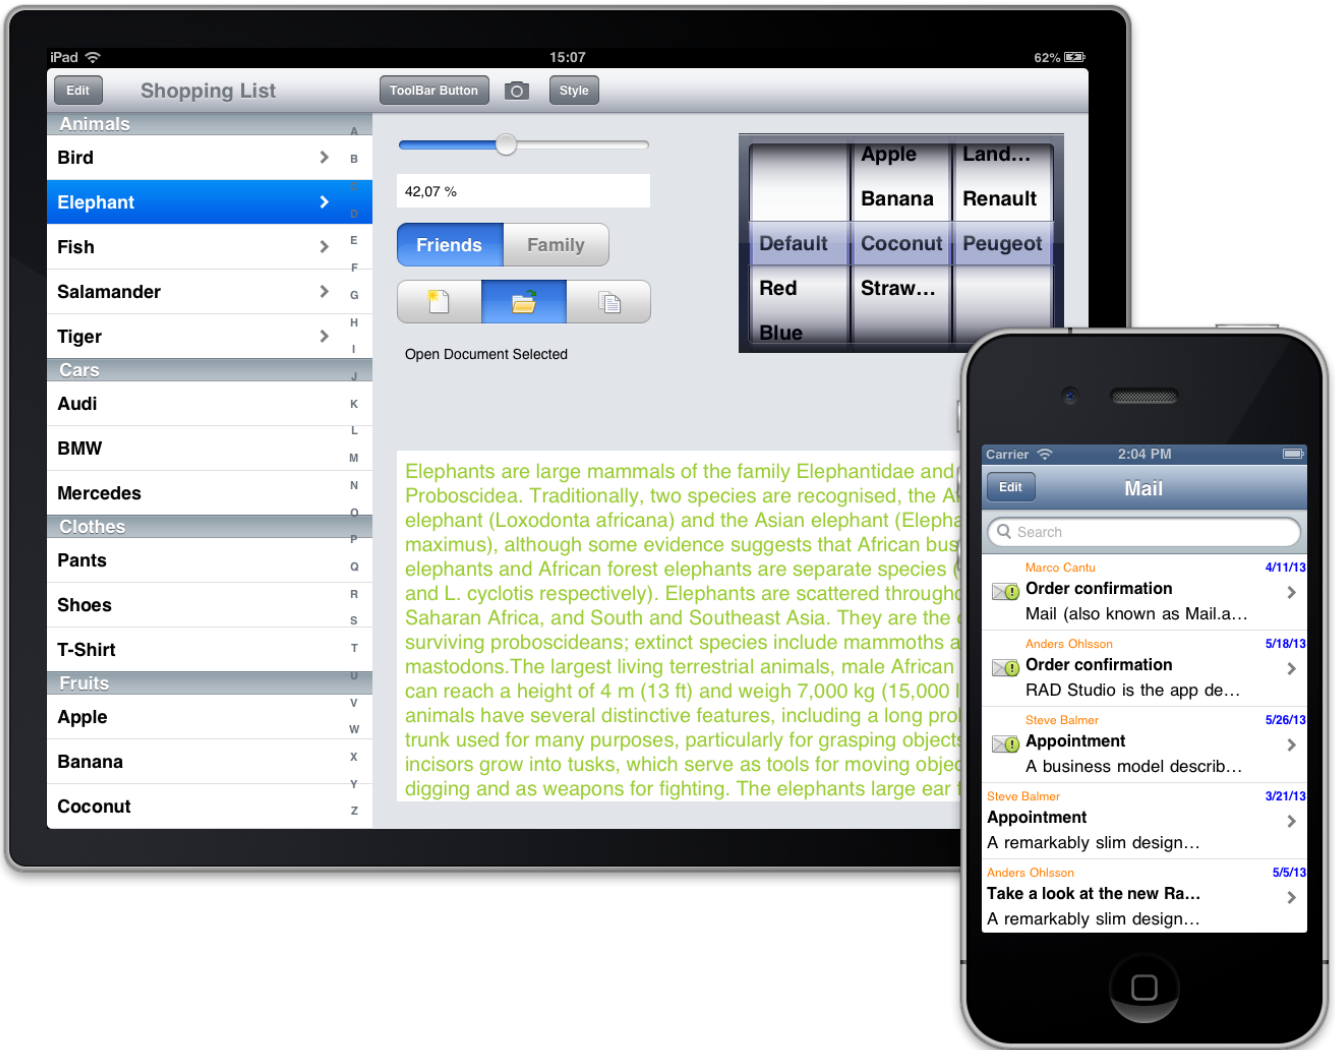 iPad 15:07 62%
Edit Shopping List ToolBar Button Style
Animals
Bird
Elephant
Fish
Salamander
Tiger
Cars
Audi
BMW
Mercedes
Clothes
Pants
Shoes
T-Shirt
Fruits
Apple
Banana
Coconut
A
B
D
E
F
G
H
I
J
K
L
M
N
O
P
Q
R
S
T
U
V
W
X
Y
Z
42,07 %
Friends Family
Open Document Selected
Apple Land...
Banana Renault
Default Coconut Peugeot
Red Straw...
Blue
Elephants are large mammals of the family Elephantidae and
Proboscidea. Traditionally, two species are recognised, the
elephant (Loxodonta africana) and the Asian elephant (Elepha
maximus), although some evidence suggests that African bus
elephants and African forest elephants are separate species (
and L. cyclotis respectively). Elephants are scattered througho
Saharan Africa, and South and Southeast Asia. They are the
surviving proboscideans; extinct species include mammoths a
mastodons.The largest living terrestrial animals, male African
can reach a height of 4 m (13 ft) and weigh 7,000 kg (15,000
animals have several distinctive features, including a long pro
trunk used for many purposes, particularly for grasping objects
incisors grow into tusks, which serve as tools for moving objec
digging and as weapons for fighting. The elephants large ear
Carrier 2:04 PM
Edit Mail
Search
Marco Cantu 4/11/13
Order confirmation
Mail (also known as Mail.a...
Anders Ohlsson 5/18/13
Order confirmation
RAD Studio is the app de...
Steve Balmer 5/26/13
Appointment
A business model describ...
Steve Balmer 3/21/13
Appointment
A remarkably slim design...
Anders Ohlsson 5/5/13
Take a look at the new Ra...
A remarkably slim design...